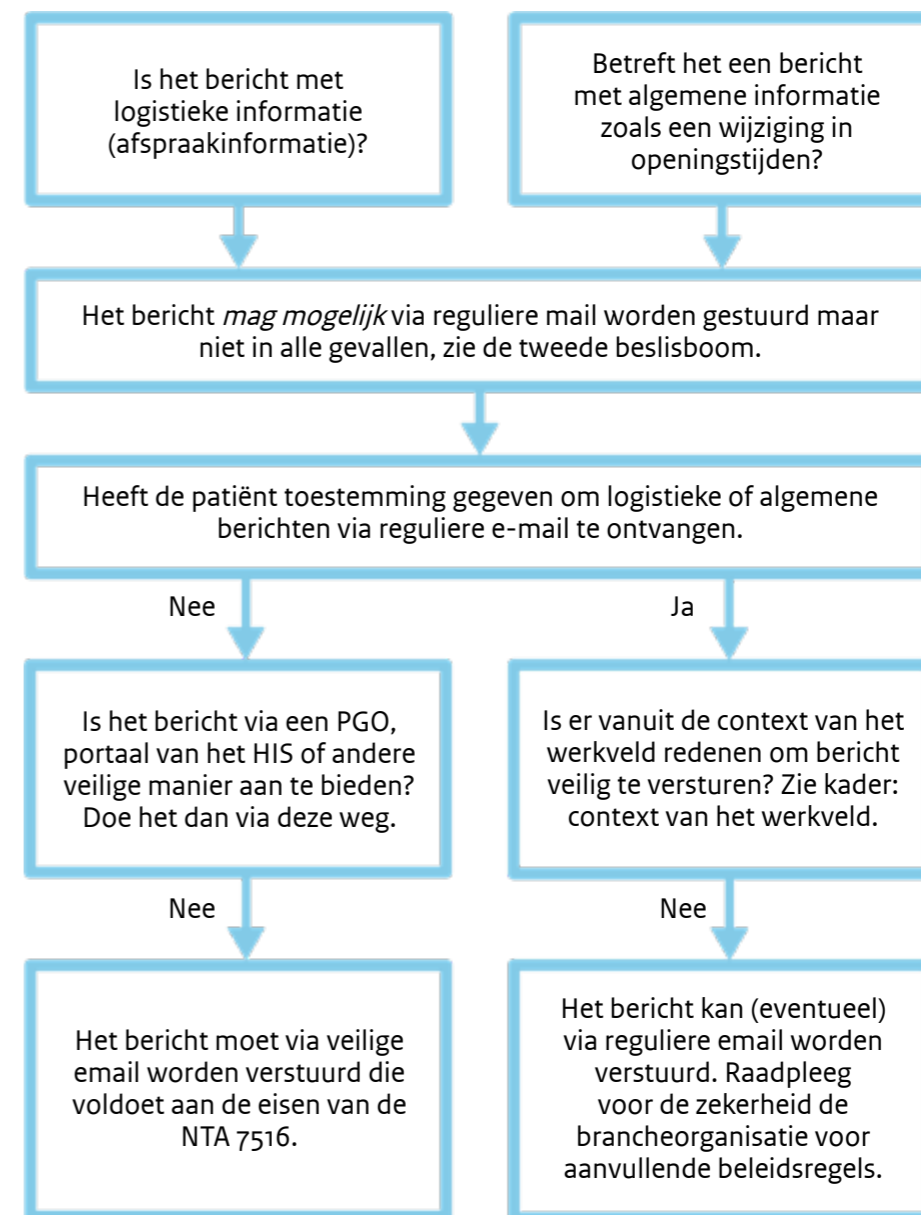 Is het bericht met
logistieke informatie
(afspraakinformatie)?
Betreft het een bericht
met algemene informatie
zoals een wijziging in
openingstijden?
Het bericht mag mogelijk via reguliere mail worden gestuurd maar
niet in alle gevallen, zie de tweede beslisboom.
Heeft de patiënt toestemming gegeven om logistieke of algemene
berichten via reguliere e-mail te ontvangen.
Nee
Ja
Is het bericht via een PGO,
portaal van het HIS of andere
veilige manier aan te bieden?
Doe het dan via deze weg.
Is er vanuit de context van het
werkveld redenen om bericht
veilig te versturen? Zie kader:
context van het werkveld.
Nee
Nee
Het bericht moet via veilige
email worden verstuurd die
voldoet aan de eisen van de
NTA 7516.
Het bericht kan (eventueel)
via reguliere email worden
verstuurd. Raadpleeg
voor de zekerheid de
brancheorganisatie voor
aanvullende beleidsregels.